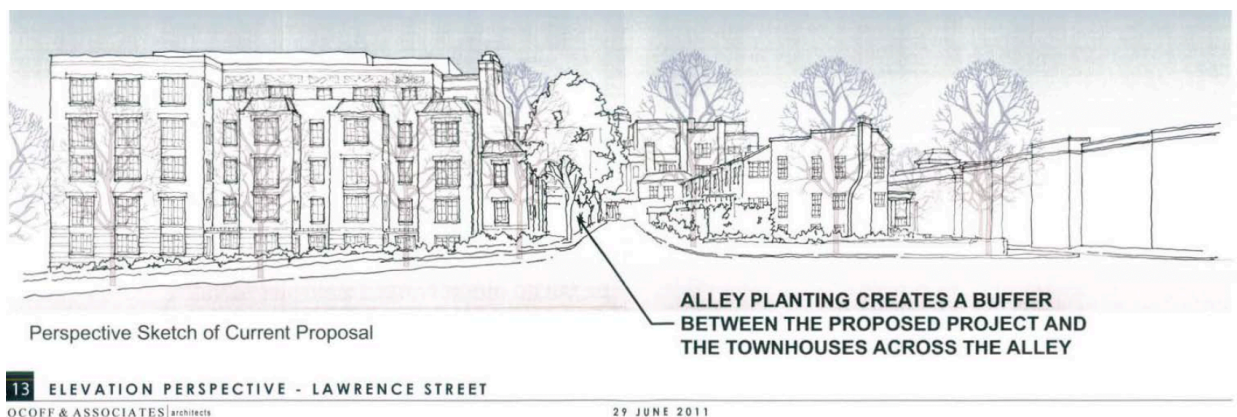 ALLEY PLANTING CREATES A BUFFER
BETWEEN THE PROPOSED PROJECT AND
THE TOWNHOUSES ACROSS THE ALLEY
Perspective Sketch of Current Proposal
13 ELEVATION PERSPECTIVE - LAWRENCE STREET
OCOFF & ASSOCIATES architects
29 JUNE 2011